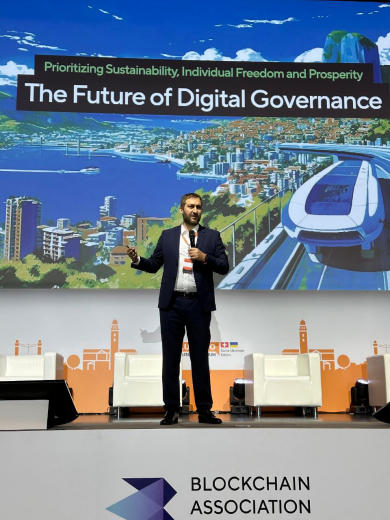 Prioritizing Sustainability, Individual Freedom and Prosperity
The Future of Digital Governance
BLOCKCHAIN
ASSOCIATION